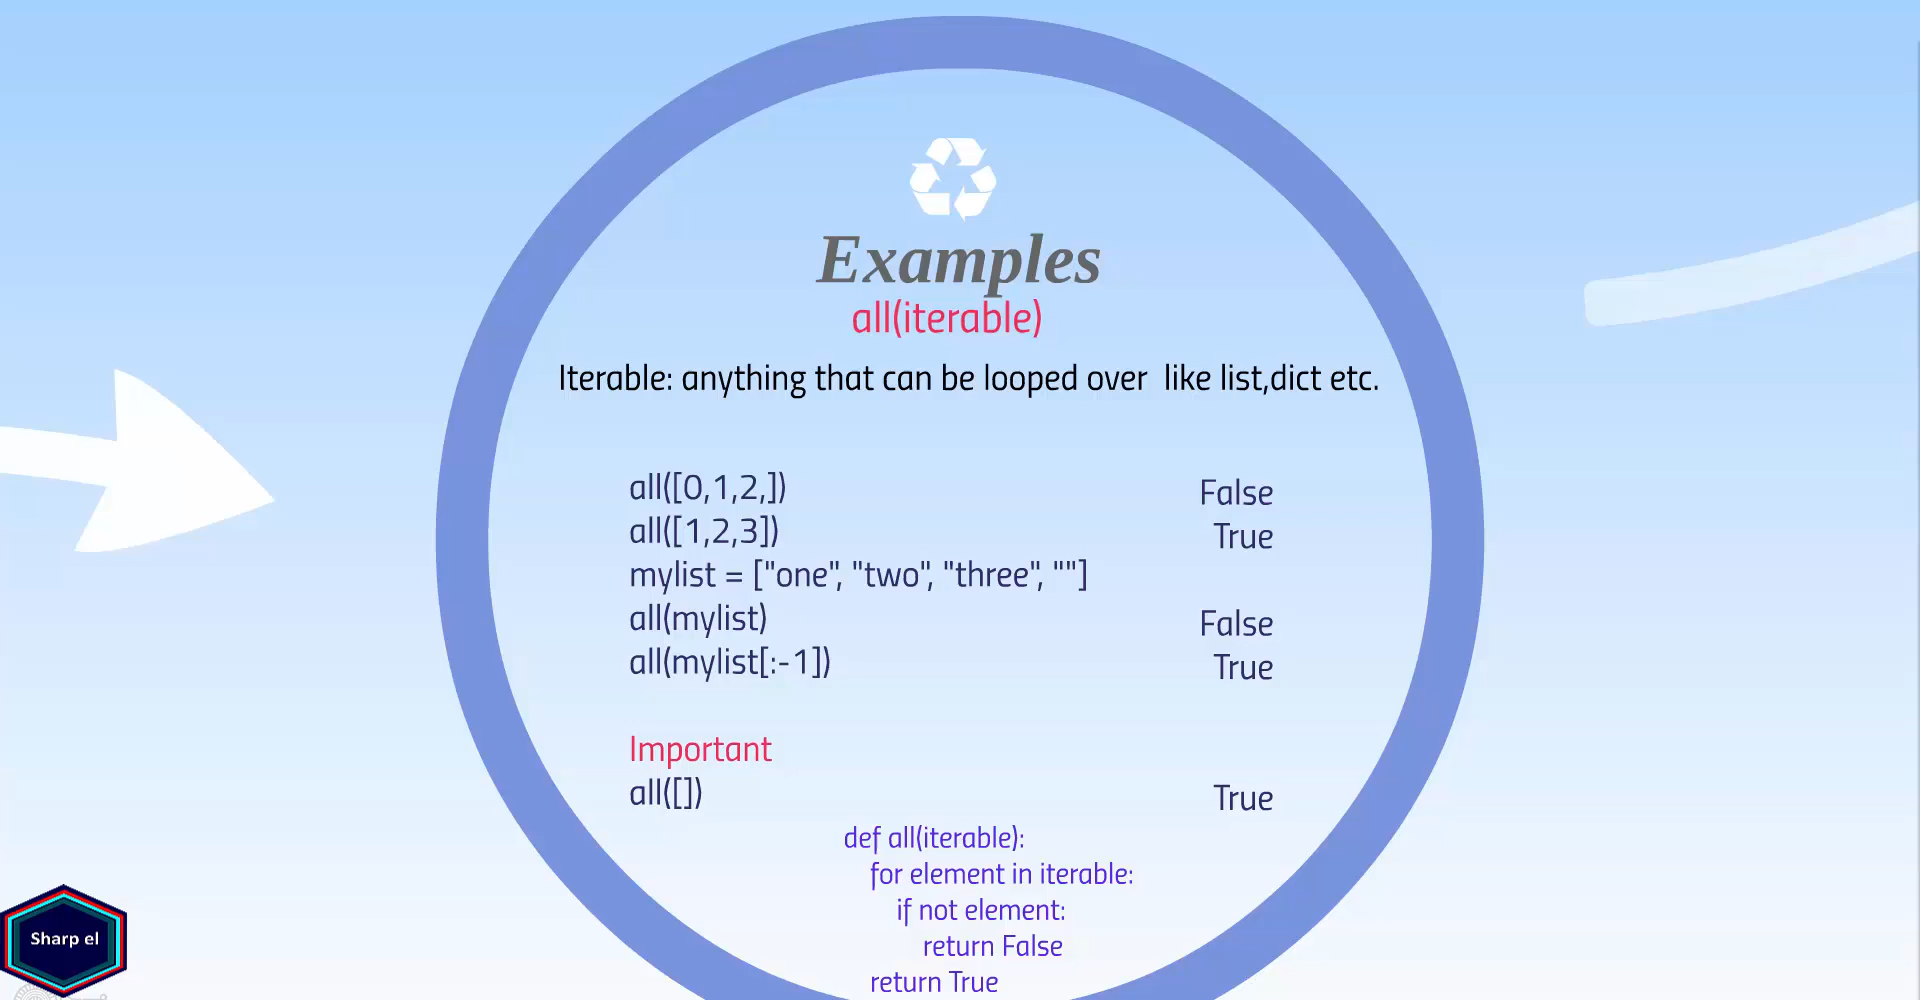 Examples
all(iterable)
Iterable: anything that can be looped over  like list,dict etc.
all([0,1,2,]) False
all([1,2,3]) True
mylist = ["one", "two", "three", ""]
all(mylist) False
all(mylist[:-1]) True
Important
all([]) True
def all(iterable):
for element in iterable:
if not element:
return False
return True
Sharp el